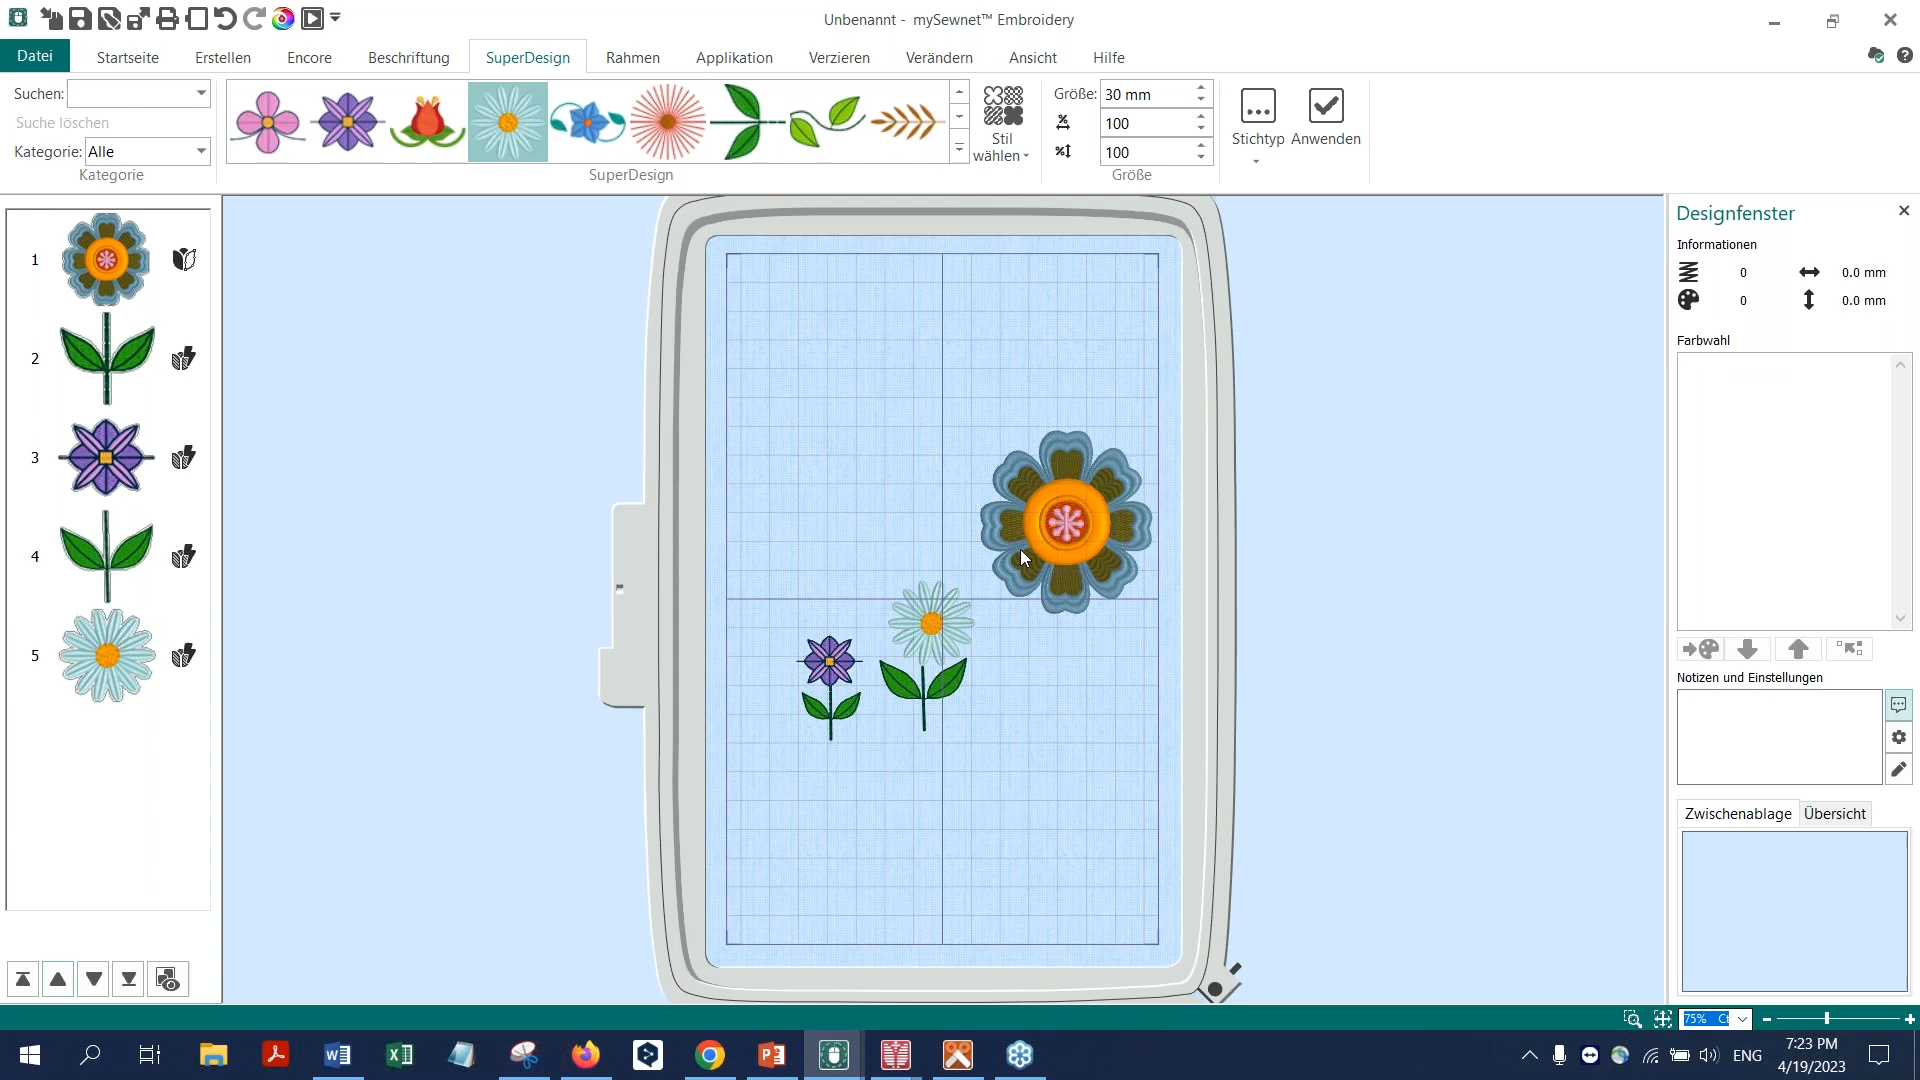 Unbenannt - mySewnet™ Embroidery
Datei Startseite Erstellen Encore Beschriftung SuperDesign Rahmen Applikation Verzieren Verändern Ansicht Hilfe
Suchen:
Suche löschen
Kategorie: Alle
Kategorie
Stil
wählen
SuperDesign
Größe: 30 mm
% 100
% 100
Größe
Stichtyp
Anwenden
1
2
3
4
5
Designfenster
Informationen
0 0.0 mm
0 0.0 mm
Farbwahl
Notizen und Einstellungen
Zwischenablage Übersicht
75%
ENG
7:23 PM
4/19/2023